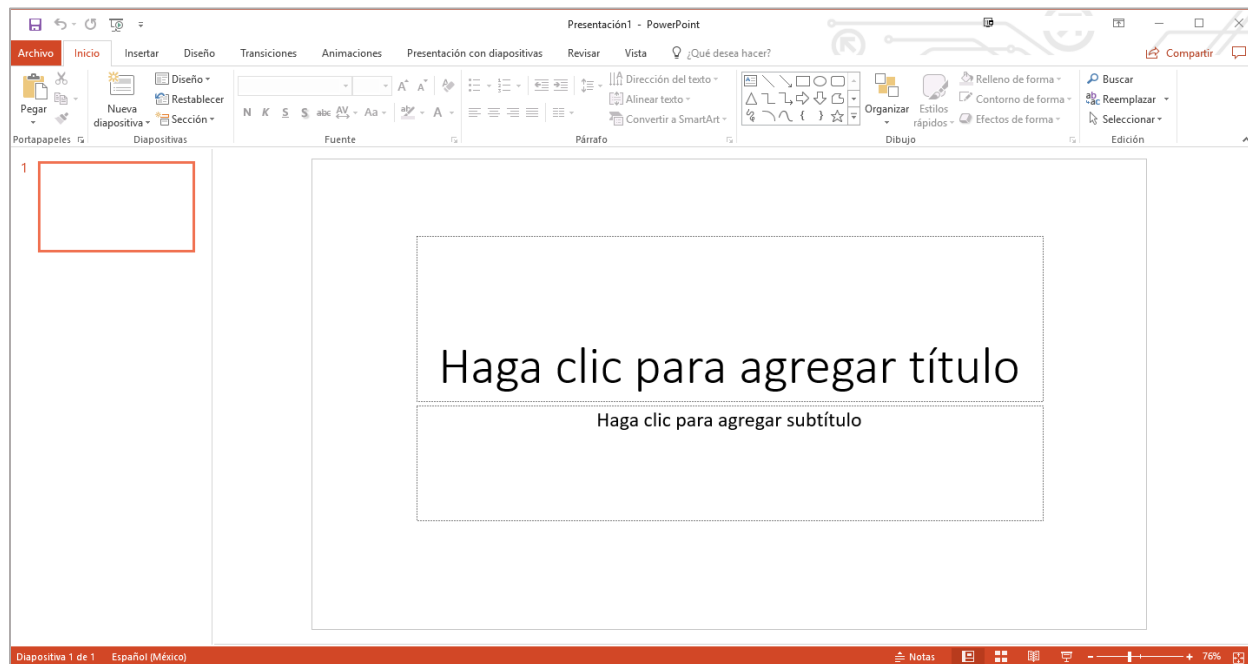 Presentación1 - PowerPoint
Archivo Inicio Insertar Diseño Transiciones Animaciones Presentación con diapositivas Revisar Vista ¿Qué desea hacer? Compartir
Pegar
Portapapeles
Nueva diapositiva
Diseño
Restablecer
Sección
Diapositivas
N K S S abc AV Aa A
A A
Fuente
Dirección del texto
Alinear texto
Convertir a SmartArt
Párrafo
Organizar
Estilos rápidos
Relleno de forma
Contorno de forma
Efectos de forma
Dibujo
Buscar
Reemplazar
Seleccionar
Edición
1
Haga clic para agregar título
Haga clic para agregar subtítulo
Diapositiva 1 de 1 Español (México) Notas 76%